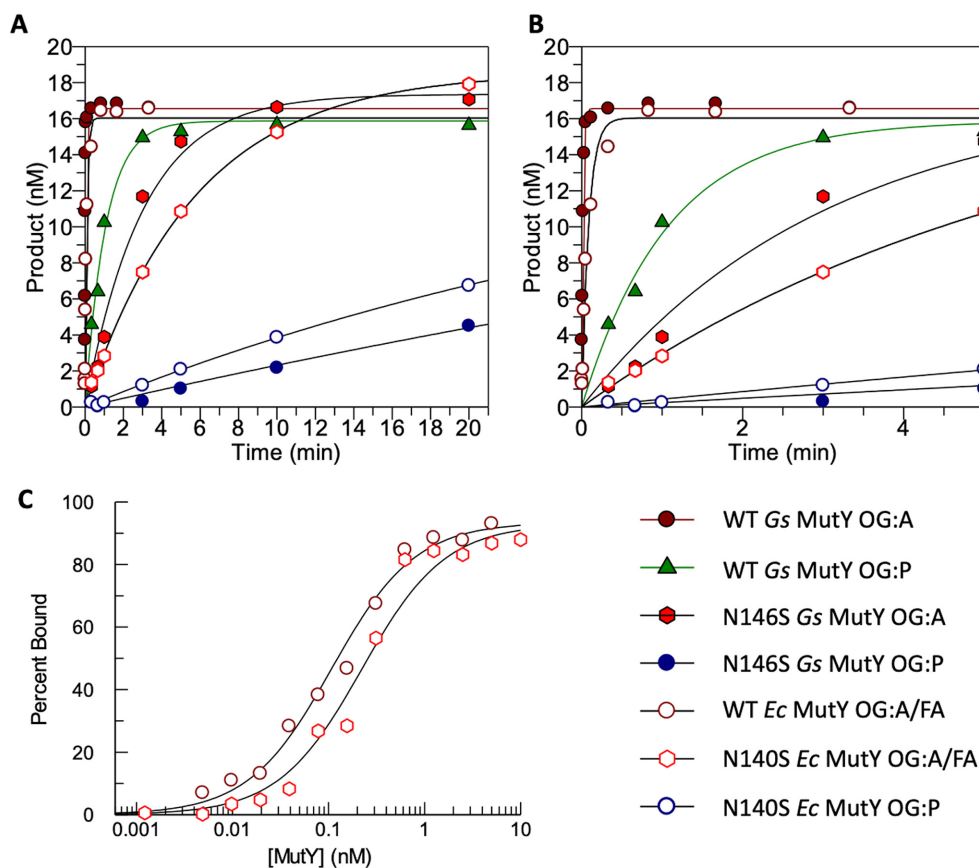 A
B
20
18
16
14
12
10
8
6
4
2
0
Product (nM)
0 2 4 6 8 10 12 14 16 18 20
Time (min)
20
18
16
14
12
10
8
6
4
2
0
Product (nM)
0 2 4
Time (min)
C
100
80
60
40
20
0
Percent Bound
0.001 0.01 0.1 1 10
[MutY] (nM)
WT Gs MutY OG:A
WT Gs MutY OG:P
N146S Gs MutY OG:A
N146S Gs MutY OG:P
WT Ec MutY OG:A/FA
N140S Ec MutY OG:A/FA
N140S Ec MutY OG:P